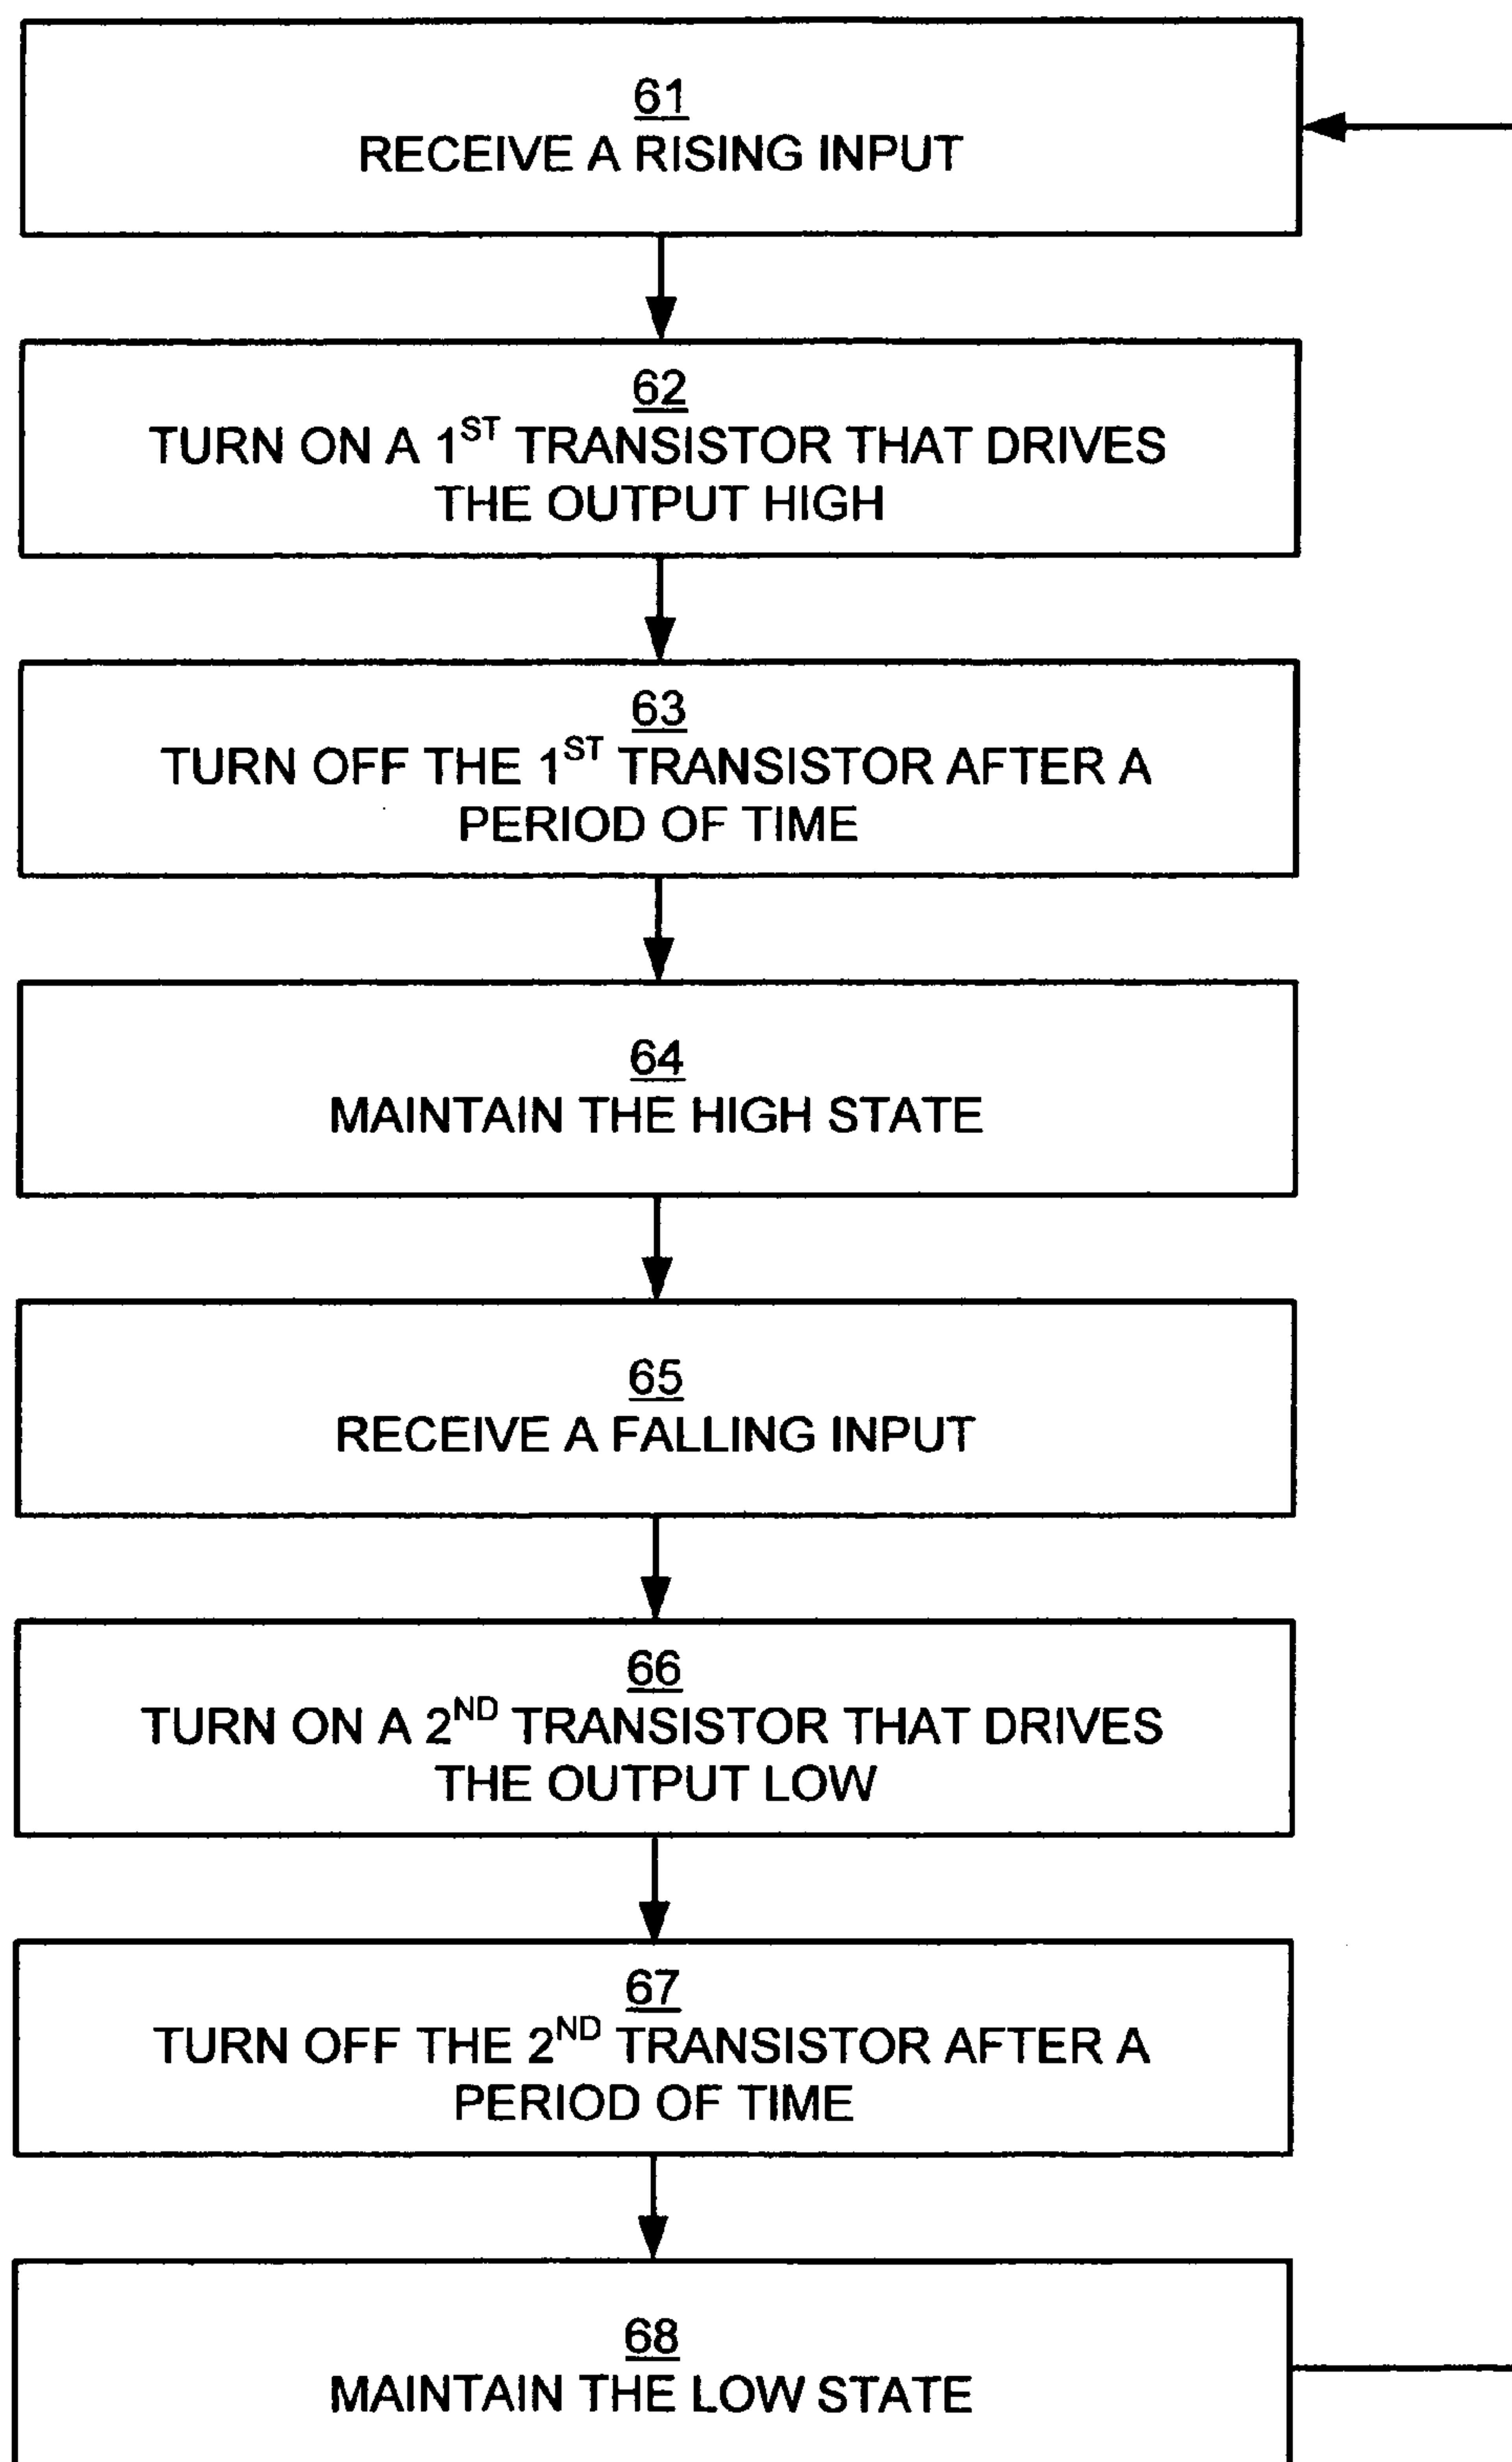 61
RECEIVE A RISING INPUT
62
TURN ON A 1ST TRANSISTOR THAT DRIVES
THE OUTPUT HIGH
63
TURN OFF THE 1ST TRANSISTOR AFTER A
PERIOD OF TIME
64
MAINTAIN THE HIGH STATE
65
RECEIVE A FALLING INPUT
66
TURN ON A 2ND TRANSISTOR THAT DRIVES
THE OUTPUT LOW
67
TURN OFF THE 2ND TRANSISTOR AFTER A
PERIOD OF TIME
68
MAINTAIN THE LOW STATE